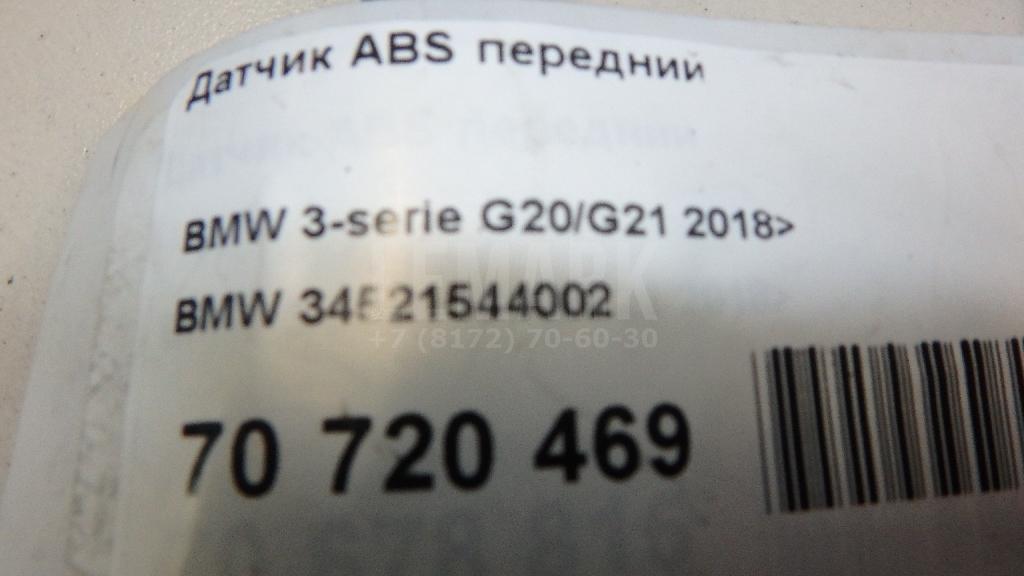 Датчик ABS передний
BMW 3-serie G20/G21 2018>
BMW 34521544002
+7 (8172) 70-60-30
70 720 469